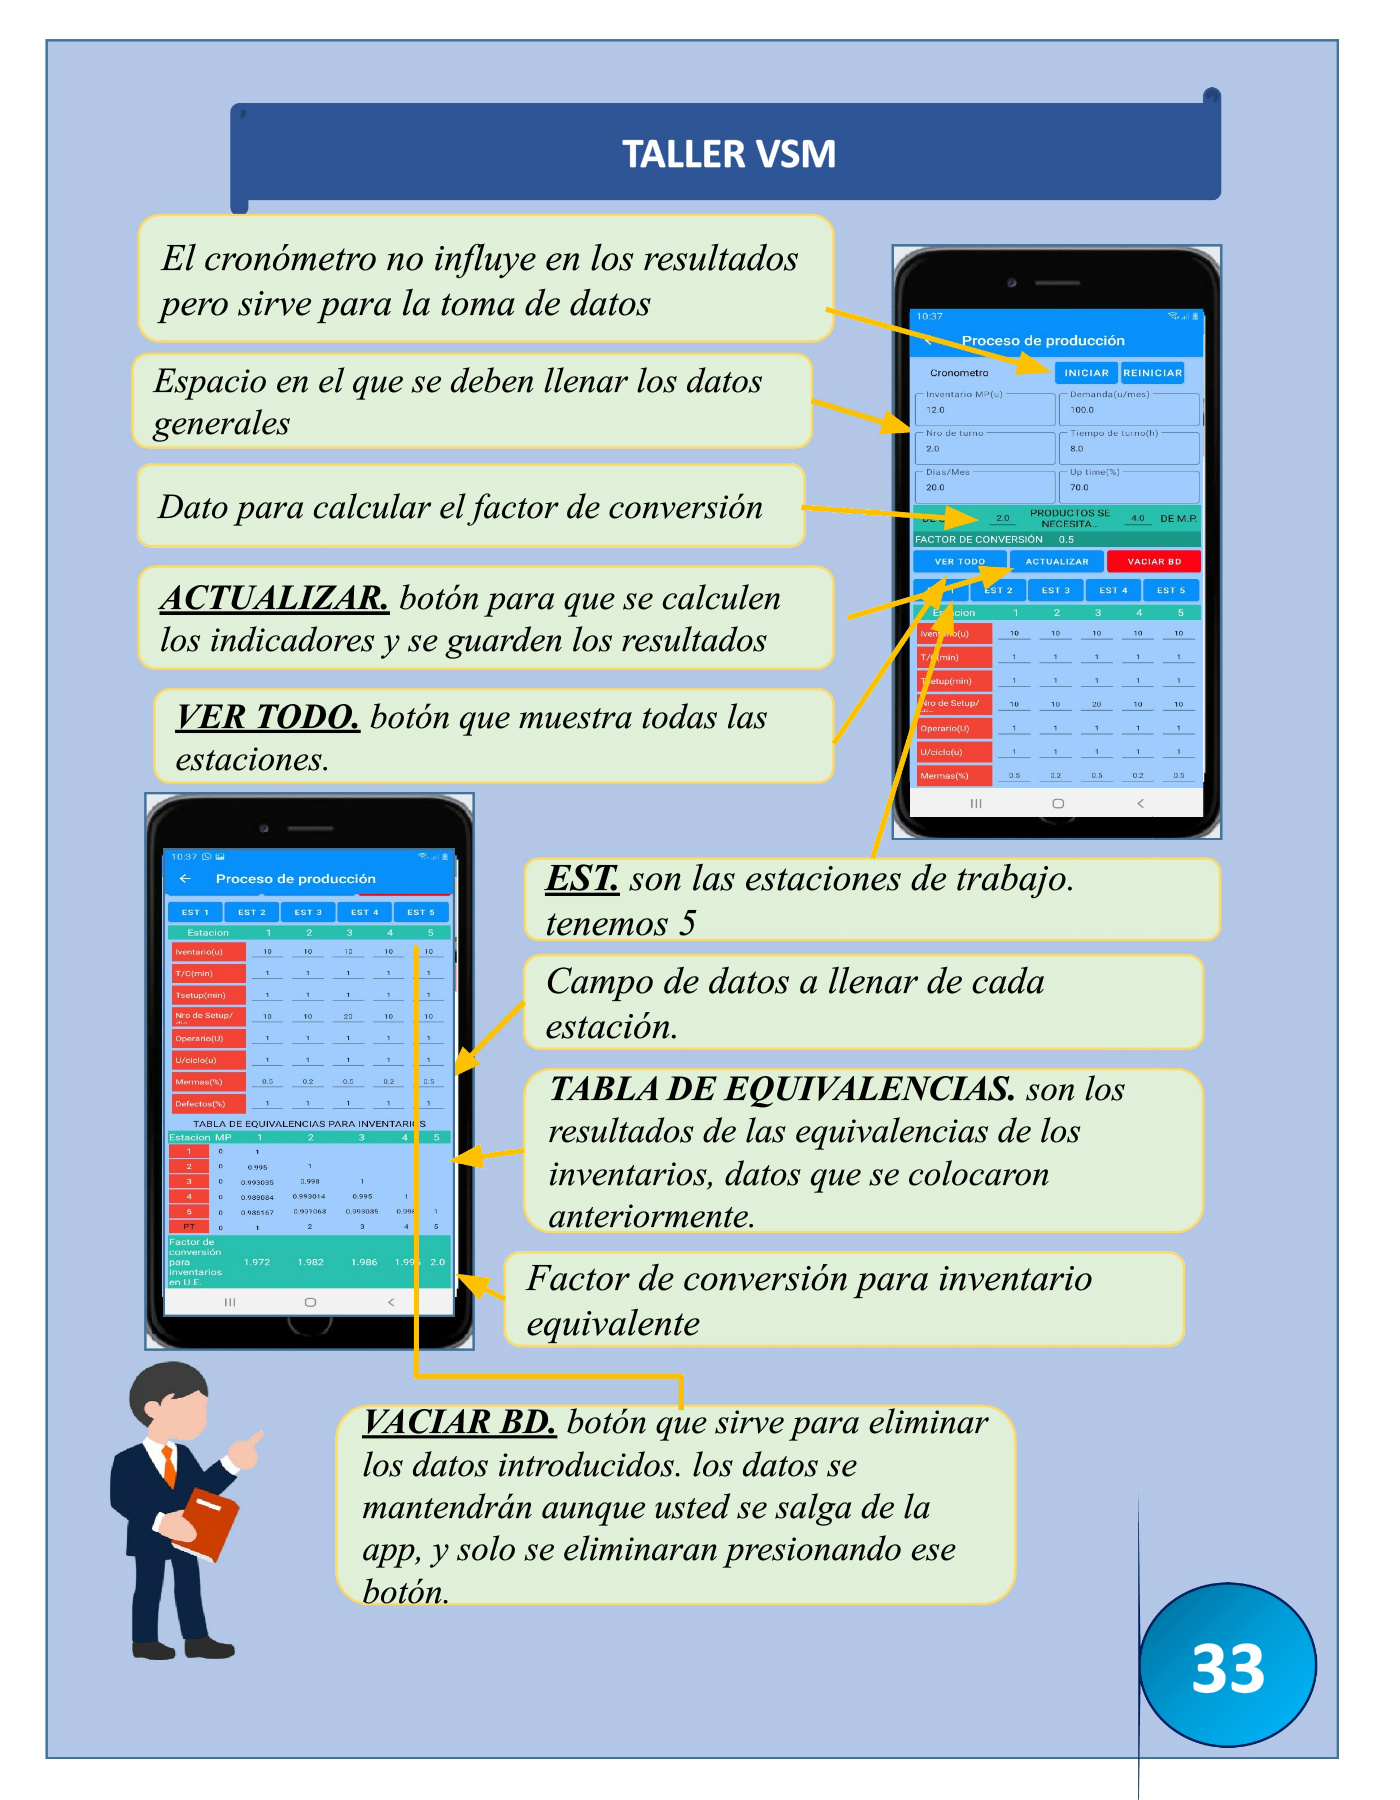 TALLER VSM
El cronómetro no influye en los resultados
pero sirve para la toma de datos
Espacio en el que se deben llenar los datos
generales
Dato para calcular el factor de conversión
ACTUALIZAR. botón para que se calculen
los indicadores y se guarden los resultados
VER TODO. botón que muestra todas las
estaciones.
10:37
Proceso de producción
Cronometro INICIAR REINICIAR
Inventario MP(u) Demanda(u/mes)
12.0 100.0
Nro de turno Tiempo de turno(h)
2.0 8.0
Dias/Mes Up time(%)
20.0 70.0
2.0 PRODUCTOS SE NECESITA... 4.0 DE M.P.
FACTOR DE CONVERSIÓN 0.5
VER TODO ACTUALIZAR VACIAR BD
1 EST 2 EST 3 EST 4 EST 5
Estacion 1 2 3 4 5
Iventario(u) 10 10 10 10 10
T/C(min) 1 1 1 1 1
Tsetup(min) 1 1 1 1 1
Nro de Setup/ 10 10 20 10 10
Operario(U) 1 1 1 1 1
U/ciclo(u) 1 1 1 1 1
Mermas(%) 0.5 0.2 0.5 0.2 0.5
10:37
Proceso de producción
EST 1 EST 2 EST 3 EST 4 EST 5
Estacion 1 2 3 4 5
Iventario(u) 10 10 10 10 10
T/C(min) 1 1 1 1 1
Tsetup(min) 1 1 1 1 1
Nro de Setup/ 10 10 20 10 10
Operario(U) 1 1 1 1 1
U/ciclo(u) 1 1 1 1 1
Mermas(%) 0.5 0.2 0.5 0.2 0.5
Defectos(%) 1 1 1 1 1
TABLA DE EQUIVALENCIAS PARA INVENTARIOS
Estacion MP 1 2 3 4 5
1 0 1
2 0 0.995 1
3 0 0.993035 0.998 1
4 0 0.989084 0.993014 0.995 1
5 0 0.986167 0.991063 0.993035 0.998 1
PT 0 1 2 3 4 5
Factor de
conversión
para 1.972 1.982 1.986 1.996 2.0
inventarios
en U.E.
EST. son las estaciones de trabajo.
tenemos 5
Campo de datos a llenar de cada
estación.
TABLA DE EQUIVALENCIAS. son los
resultados de las equivalencias de los
inventarios, datos que se colocaron
anteriormente.
Factor de conversión para inventario
equivalente
VACIAR BD. botón que sirve para eliminar
los datos introducidos. los datos se
mantendrán aunque usted se salga de la
app, y solo se eliminaran presionando ese
botón.
33